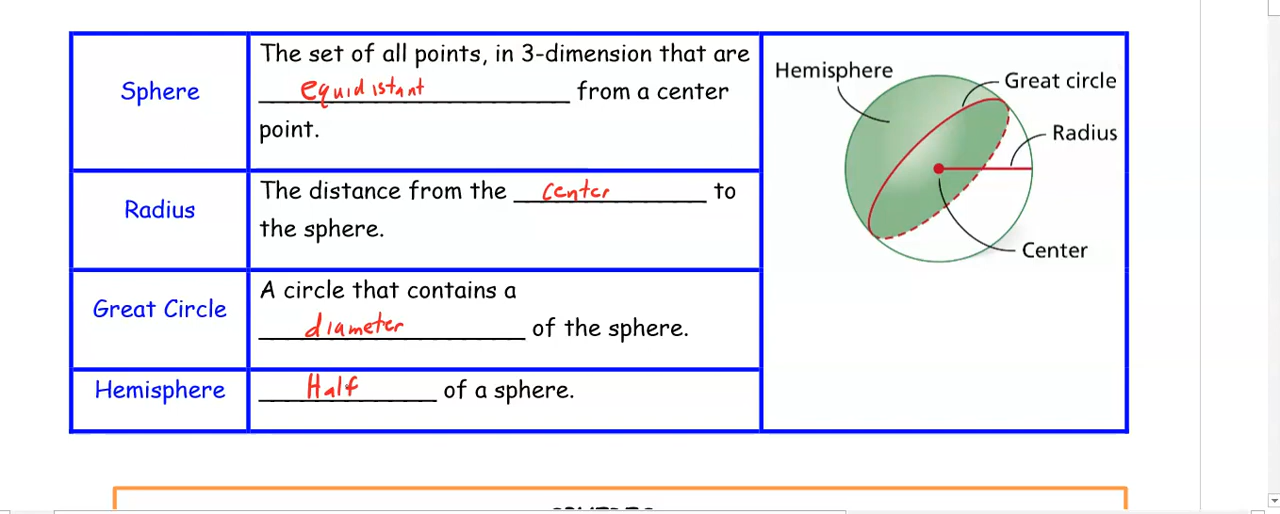 Sphere
The set of all points, in 3-dimension that are
equidistant from a center
point.
Radius
The distance from the center to
the sphere.
Great Circle
A circle that contains a
diameter of the sphere.
Hemisphere
Half of a sphere.
Hemisphere
Great circle
Radius
Center